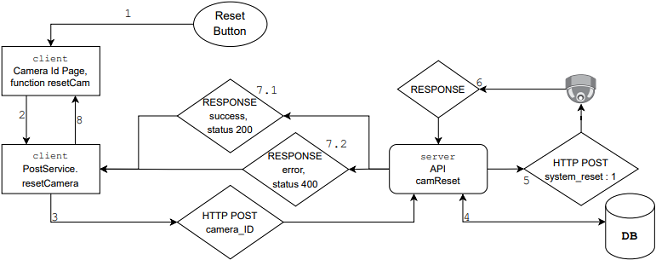 1
Reset
Button
client
Camera Id Page,
function resetCam
2
8
client
PostService.
resetCamera
7.1
RESPONSE
success,
status 200
7.2
RESPONSE
error,
status 400
3
HTTP POST
camera_ID
RESPONSE
6
server
API
camReset
5
HTTP POST
system_reset : 1
4
DB